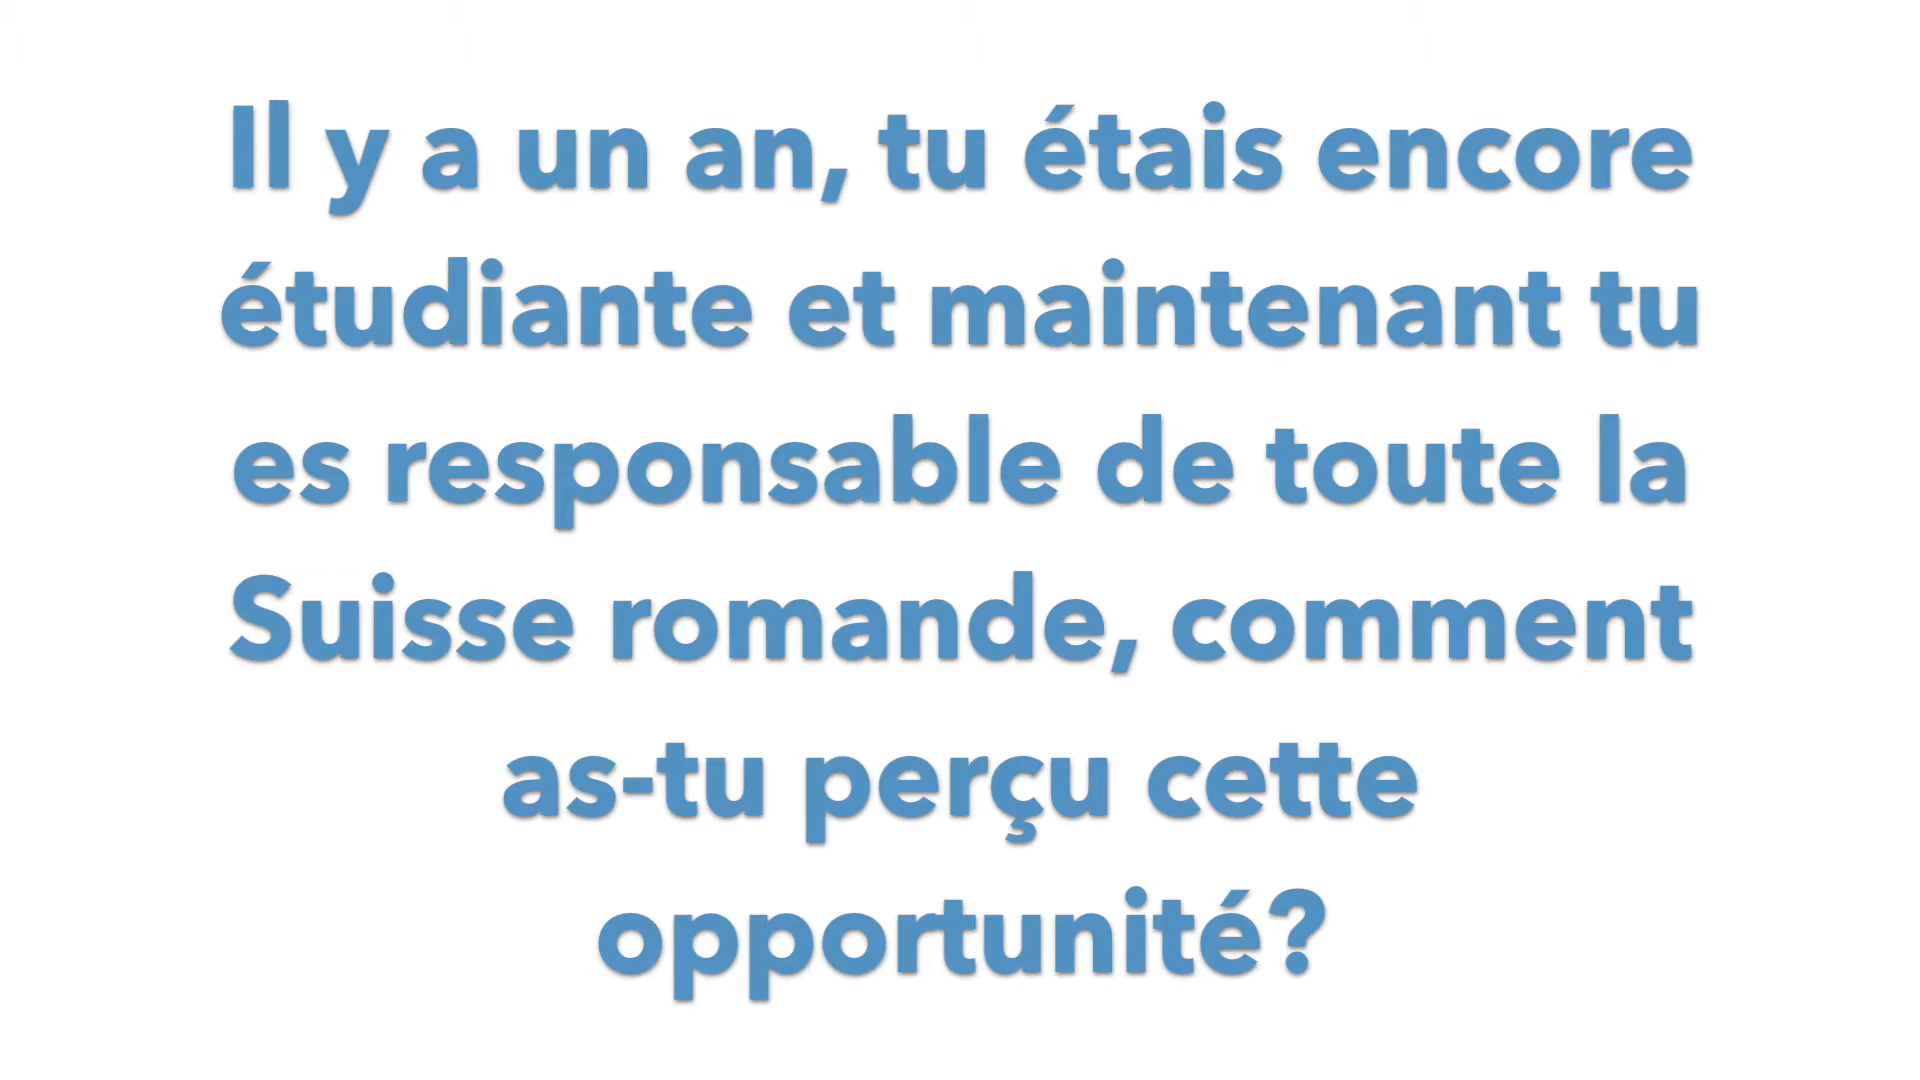 Il y a un an, tu étais encore
étudiante et maintenant tu
es responsable de toute la
Suisse romande, comment
as-tu perçu cette
opportunité?